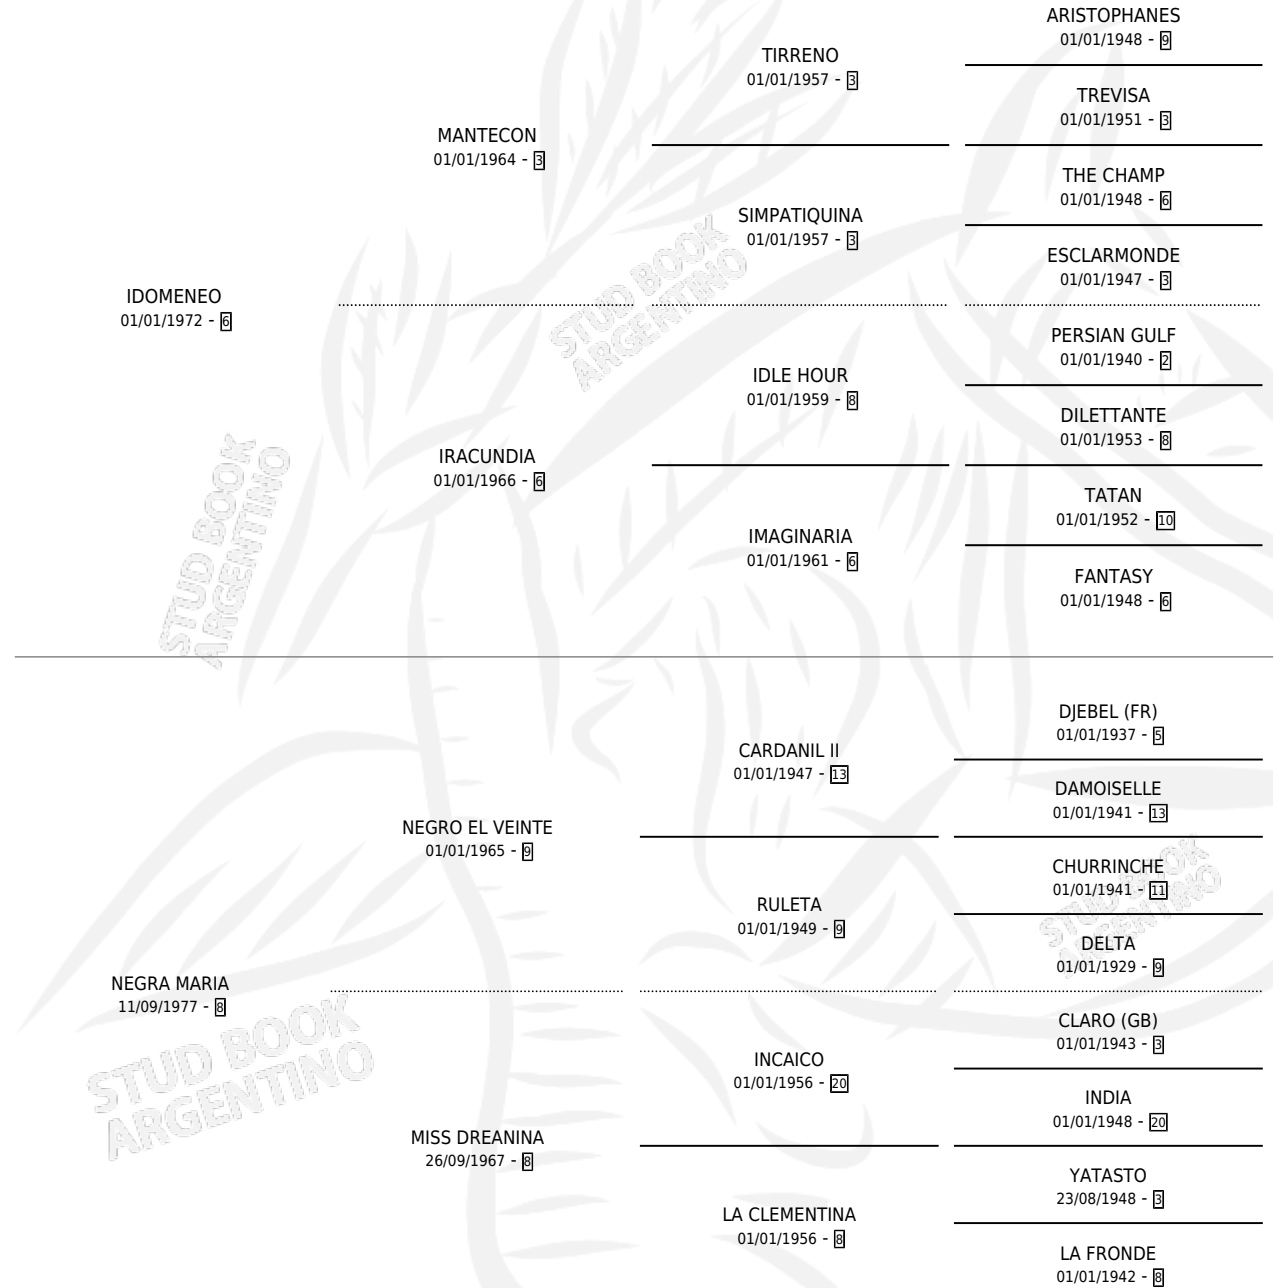 ARISTOPHANES
01/01/1948 - 9
TIRRENO
01/01/1957 - 3
TREVISA
01/01/1951 - 3
MANTECON
01/01/1964 - 3
THE CHAMP
01/01/1948 - 6
SIMPATIQUINA
01/01/1957 - 3
ESCLARMONDE
01/01/1947 - 3
IDOMENEO
01/01/1972 - 6
PERSIAN GULF
01/01/1940 - 2
IDLE HOUR
01/01/1959 - 8
DILETTANTE
01/01/1953 - 8
IRACUNDIA
01/01/1966 - 6
TATAN
01/01/1952 - 10
IMAGINARIA
01/01/1961 - 6
FANTASY
01/01/1948 - 6
DJEBEL (FR)
01/01/1937 - 5
CARDANIL II
01/01/1947 - 13
DAMOISELLE
01/01/1941 - 13
NEGRO EL VEINTE
01/01/1965 - 9
CHURRINCHE
01/01/1941 - 11
RULETA
01/01/1949 - 9
DELTA
01/01/1929 - 9
NEGRA MARIA
11/09/1977 - 8
CLARO (GB)
01/01/1943 - 3
INCAICO
01/01/1956 - 20
INDIA
01/01/1948 - 20
MISS DREANINA
26/09/1967 - 8
YATASTO
23/08/1948 - 3
LA CLEMENTINA
01/01/1956 - 8
LA FRONDE
01/01/1942 - 8
STUD BOOK
ARGENTINO
STUD BOOK
ARGENTINO
STUD BOOK
ARGENTINO
STUD BOOK
ARGENTINO